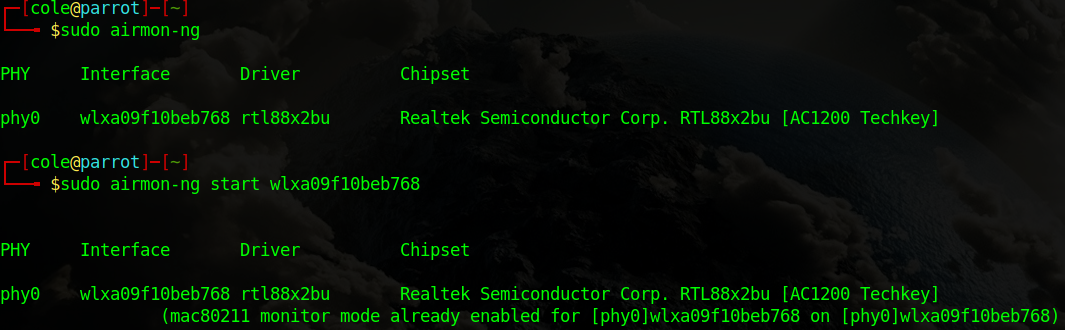 ┌─[cole@parrot]─[~]
└──╼ $sudo airmon-ng
PHY     Interface       Driver          Chipset
phy0    wlxa09f10beb768 rtl88x2bu       Realtek Semiconductor Corp. RTL88x2bu [AC1200 Techkey]
┌─[cole@parrot]─[~]
└──╼ $sudo airmon-ng start wlxa09f10beb768
PHY     Interface       Driver          Chipset
phy0    wlxa09f10beb768 rtl88x2bu       Realtek Semiconductor Corp. RTL88x2bu [AC1200 Techkey]
(mac80211 monitor mode already enabled for [phy0]wlxa09f10beb768 on [phy0]wlxa09f10beb768)